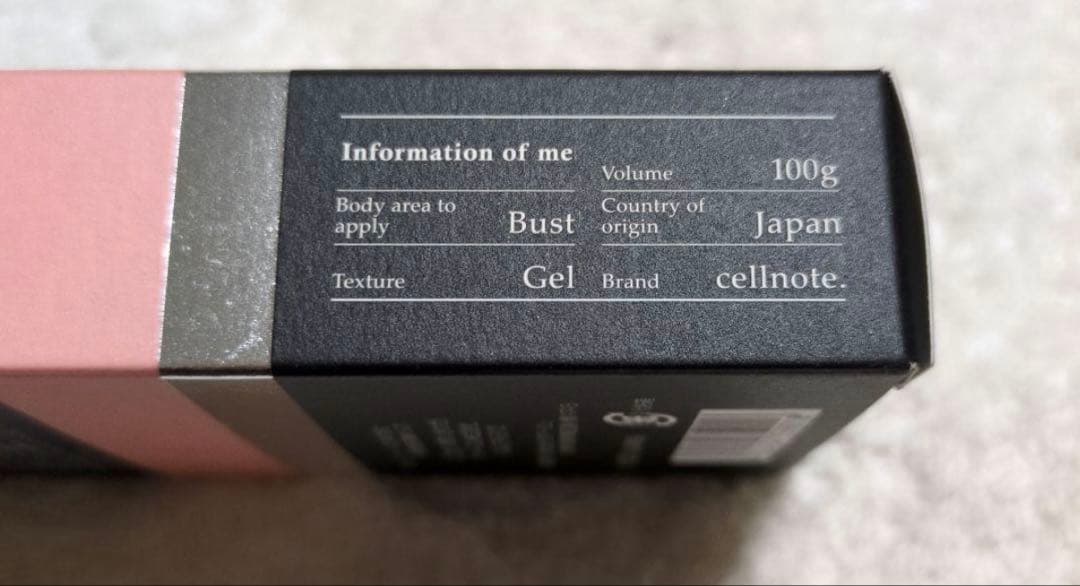 Information of me
Body area to
apply Bust
Texture Gel
Volume 100g
Country of
origin Japan
Brand cellnote.